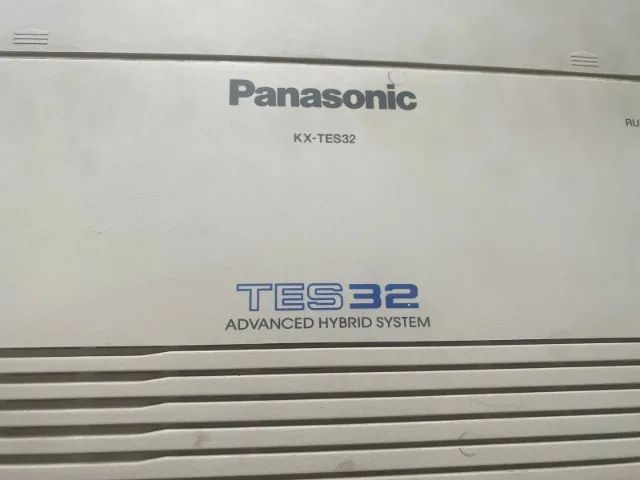 Panasonic
KX-TES32
RU
TES32
ADVANCED HYBRID SYSTEM